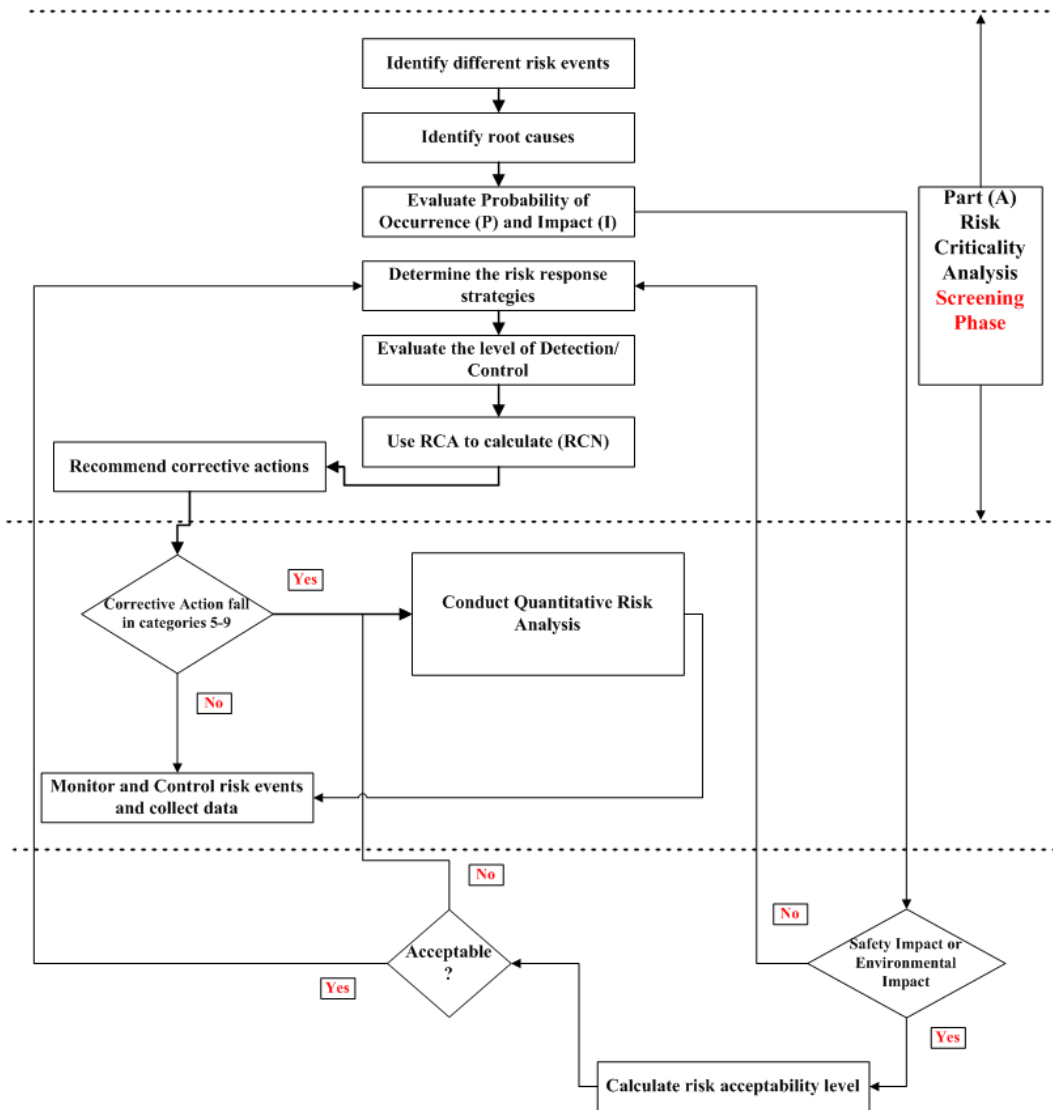 Identify different risk events
Identify root causes
Evaluate Probability of
Occurrence (P) and Impact (I)
Part (A)
Risk
Criticality
Analysis
Screening
Phase
Determine the risk response
strategies
Evaluate the level of Detection/
Control
Use RCA to calculate (RCN)
Recommend corrective actions
Yes
Corrective Action fall
in categories 5-9
Conduct Quantitative Risk
Analysis
No
Monitor and Control risk events
and collect data
No
No
Acceptable
?
Safety Impact or
Environmental
Impact
Yes
Yes
Calculate risk acceptability level